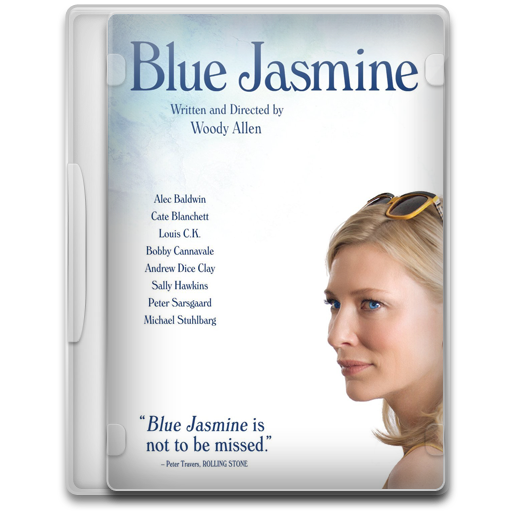 Blue Jasmine
Written and Directed by
Woody Allen
Alec Baldwin
Cate Blanchett
Louis C.K.
Bobby Cannavale
Andrew Dice Clay
Sally Hawkins
Peter Sarsgaard
Michael Stuhlbarg
“Blue Jasmine is
not to be missed.”
– Peter Travers, ROLLING STONE